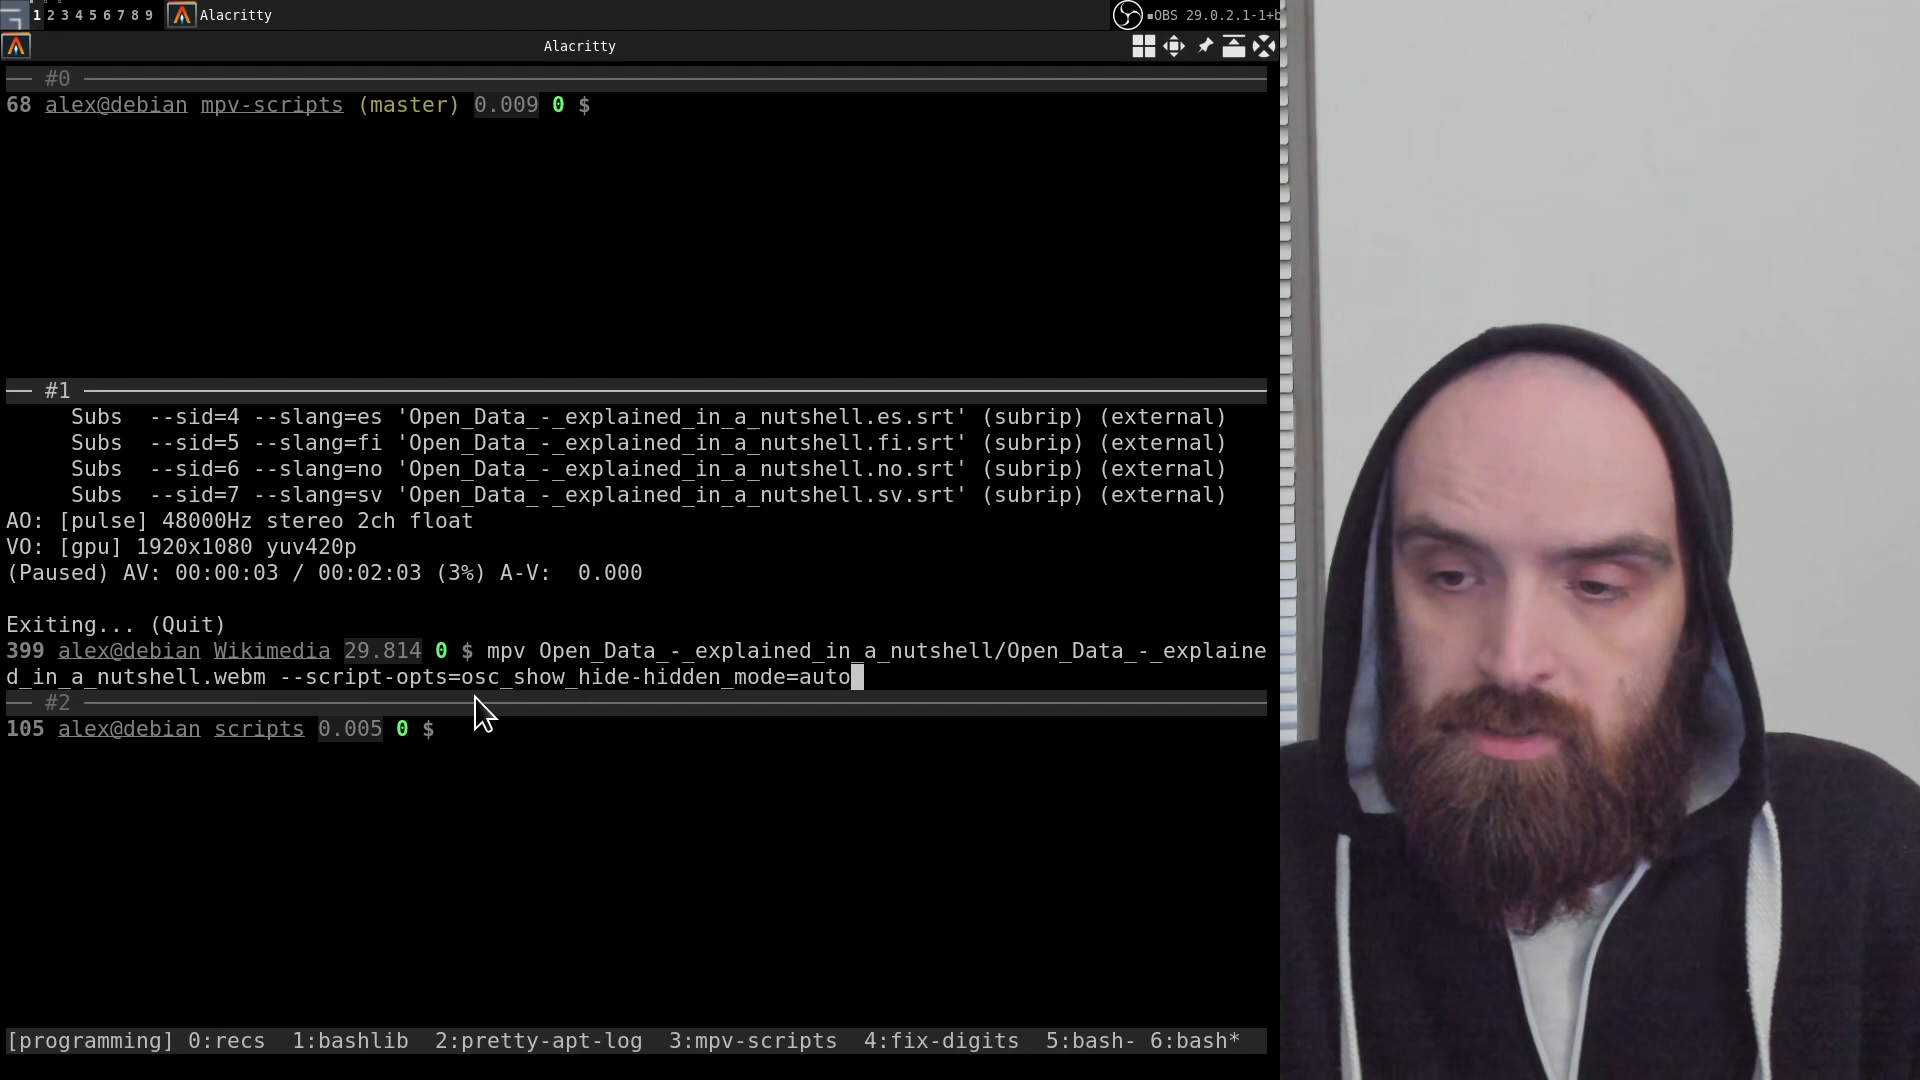 1 2 3 4 5 6 7 8 9 Alacritty OBS 29.0.2.1-1+b
Alacritty
#0
68 alex@debian mpv-scripts (master) 0.009 0 $
#1
Subs --sid=4 --slang=es 'Open_Data_-_explained_in_a_nutshell.es.srt' (subrip) (external)
Subs --sid=5 --slang=fi 'Open_Data_-_explained_in_a_nutshell.fi.srt' (subrip) (external)
Subs --sid=6 --slang=no 'Open_Data_-_explained_in_a_nutshell.no.srt' (subrip) (external)
Subs --sid=7 --slang=sv 'Open_Data_-_explained_in_a_nutshell.sv.srt' (subrip) (external)
AO: [pulse] 48000Hz stereo 2ch float
VO: [gpu] 1920x1080 yuv420p
(Paused) AV: 00:00:03 / 00:02:03 (3%) A-V: 0.000
Exiting... (Quit)
399 alex@debian Wikimedia 29.814 0 $ mpv Open_Data_-_explained_in_a_nutshell/Open_Data_-_explaine
d_in_a_nutshell.webm --script-opts=osc_show_hide-hidden_mode=auto
#2
105 alex@debian scripts 0.005 0 $
[programming] 0:recs 1:bashlib 2:pretty-apt-log 3:mpv-scripts 4:fix-digits 5:bash- 6:bash*